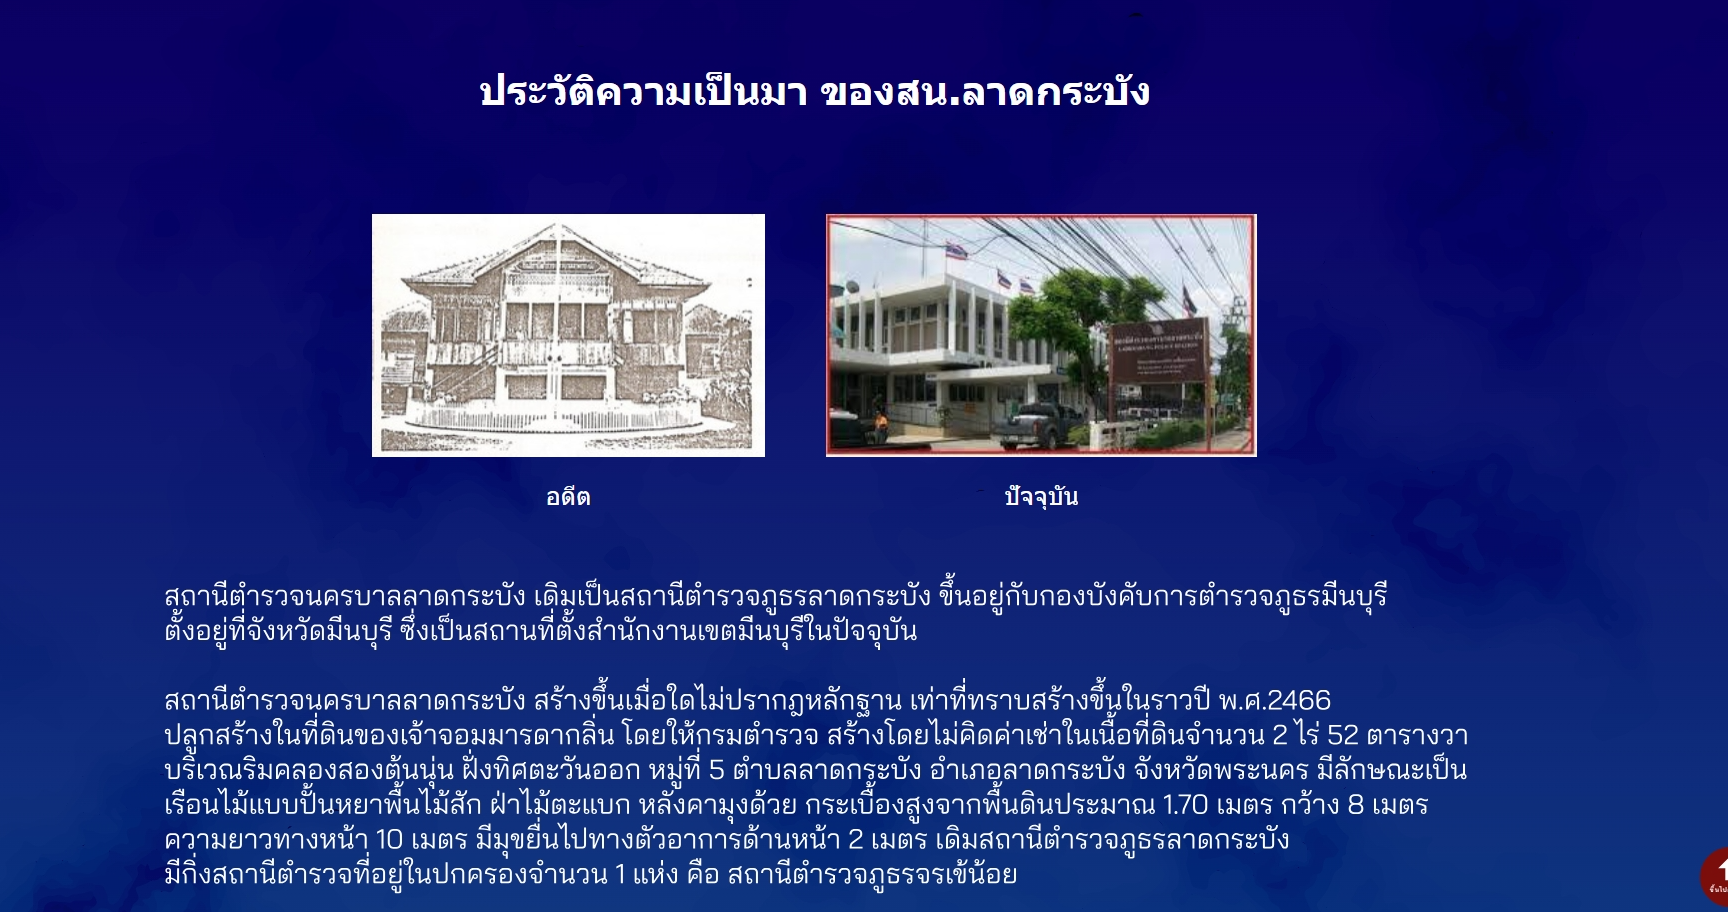 ประวัติความเป็นมา ของสน.ลาดกระบัง
อดีต
ปัจจุบัน
สถานีตำรวจนครบาลลาดกระบัง เดิมเป็นสถานีตำรวจภูธรลาดกระบัง ขึ้นอยู่กับกองบังคับการตำรวจภูธรมีนบุรี
ตั้งอยู่ที่จังหวัดมีนบุรี ซึ่งเป็นสถานที่ตั้งสำนักงานเขตมีนบุรีในปัจจุบัน
สถานีตำรวจนครบาลลาดกระบัง สร้างขึ้นเมื่อใดไม่ปรากฎหลักฐาน เท่าที่ทราบสร้างขึ้นในราวปี พ.ศ.2466
ปลูกสร้างในที่ดินของเจ้าจอมมารดากลิ่น โดยให้กรมตำรวจ สร้างโดยไม่คิดค่าเช่าในเนื้อที่ดินจำนวน 2 ไร่ 52 ตารางวา
บริเวณริมคลองสองต้นนุ่น ฝั่งทิศตะวันออก หมู่ที่ 5 ตำบลลาดกระบัง อำเภอลาดกระบัง จังหวัดพระนคร มีลักษณะเป็น
เรือนไม้แบบปั้นหยาพื้นไม้สัก ฝาไม้ตะแบก หลังคามุงด้วย กระเบื้องสูงจากพื้นดินประมาณ 1.70 เมตร กว้าง 8 เมตร
ความยาวทางหน้า 10 เมตร มีมุขยื่นไปทางตัวอาการด้านหน้า 2 เมตร เดิมสถานีตำรวจภูธรลาดกระบัง
มีกิ่งสถานีตำรวจที่อยู่ในปกครองจำนวน 1 แห่ง คือ สถานีตำรวจภูธรจรเข้น้อย